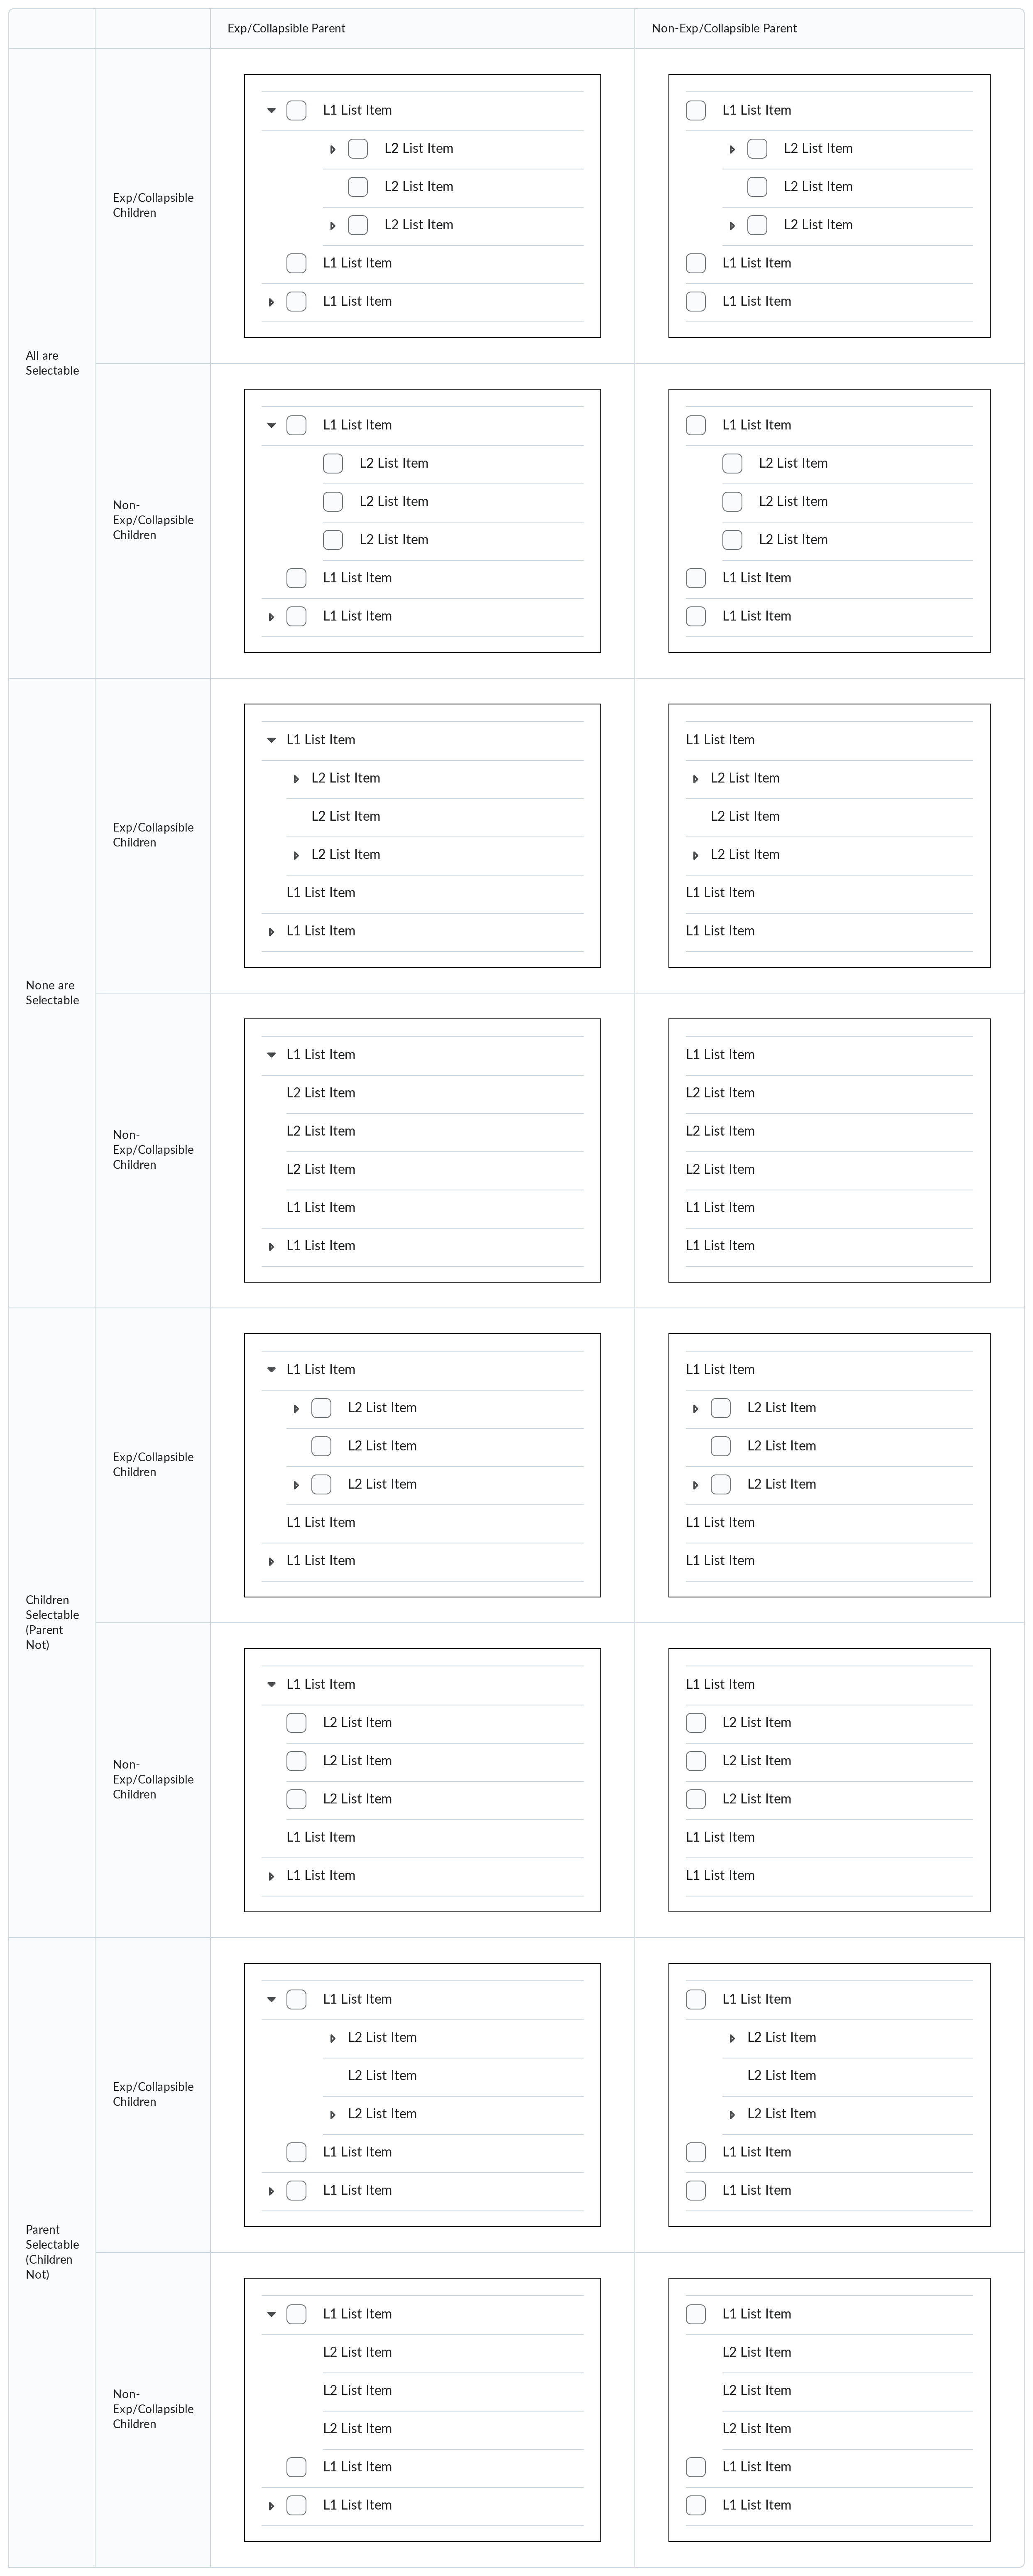 Exp/Collapsible Parent
Non-Exp/Collapsible Parent
All are
Selectable
Exp/Collapsible
Children
L1 List Item
L2 List Item
L2 List Item
L2 List Item
L1 List Item
L1 List Item
L1 List Item
L2 List Item
L2 List Item
L2 List Item
L1 List Item
L1 List Item
Non-
Exp/Collapsible
Children
L1 List Item
L2 List Item
L2 List Item
L2 List Item
L1 List Item
L1 List Item
L1 List Item
L2 List Item
L2 List Item
L2 List Item
L1 List Item
L1 List Item
None are
Selectable
Exp/Collapsible
Children
L1 List Item
L2 List Item
L2 List Item
L2 List Item
L1 List Item
L1 List Item
L1 List Item
L2 List Item
L2 List Item
L2 List Item
L1 List Item
L1 List Item
Non-
Exp/Collapsible
Children
L1 List Item
L2 List Item
L2 List Item
L2 List Item
L1 List Item
L1 List Item
L1 List Item
L2 List Item
L2 List Item
L2 List Item
L1 List Item
L1 List Item
Children
Selectable
(Parent
Not)
Exp/Collapsible
Children
L1 List Item
L2 List Item
L2 List Item
L2 List Item
L1 List Item
L1 List Item
L1 List Item
L2 List Item
L2 List Item
L2 List Item
L1 List Item
L1 List Item
Non-
Exp/Collapsible
Children
L1 List Item
L2 List Item
L2 List Item
L2 List Item
L1 List Item
L1 List Item
L1 List Item
L2 List Item
L2 List Item
L2 List Item
L1 List Item
L1 List Item
Parent
Selectable
(Children
Not)
Exp/Collapsible
Children
L1 List Item
L2 List Item
L2 List Item
L2 List Item
L1 List Item
L1 List Item
L1 List Item
L2 List Item
L2 List Item
L2 List Item
L1 List Item
L1 List Item
Non-
Exp/Collapsible
Children
L1 List Item
L2 List Item
L2 List Item
L2 List Item
L1 List Item
L1 List Item
L1 List Item
L2 List Item
L2 List Item
L2 List Item
L1 List Item
L1 List Item